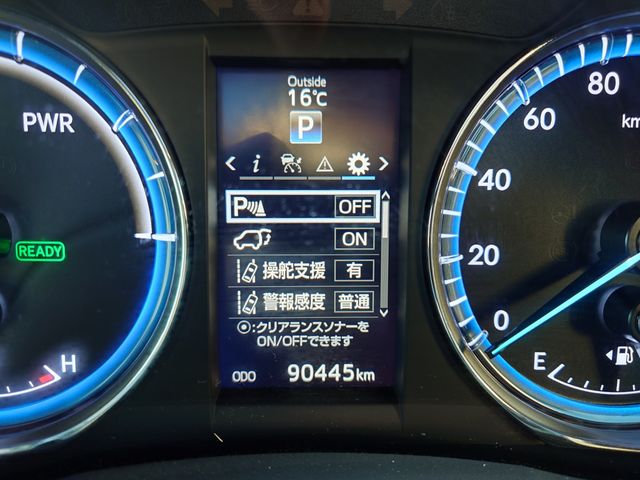 Outside
16℃
P
PWR
80
60
km
40
20
0
READY
H
E
i
P OFF
ON
操舵支援 有
警報感度 普通
⦿:クリアランスソナーを
ON/OFFできます
ODO 90445km